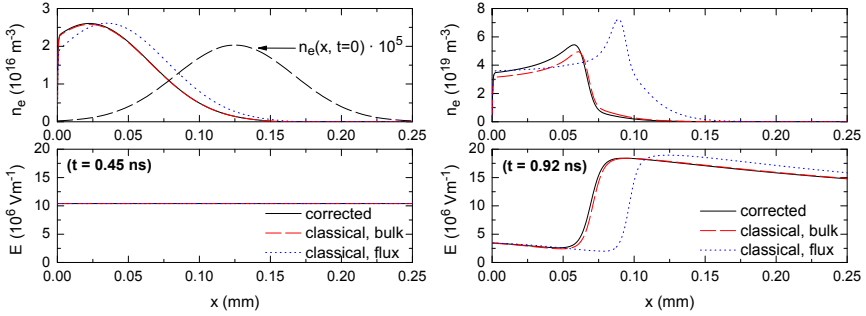 3
2
1
0
n_e (10^16 m^-3)
n_e(x, t=0) · 10^5
0.00 0.05 0.10 0.15 0.20 0.25
20
15
10
5
0
E (10^6 Vm^-1)
(t = 0.45 ns)
corrected
classical, bulk
classical, flux
0.00 0.05 0.10 0.15 0.20 0.25
x (mm)
8
6
4
2
0
n_e (10^19 m^-3)
0.00 0.05 0.10 0.15 0.20 0.25
20
15
10
5
0
E (10^6 Vm^-1)
(t = 0.92 ns)
corrected
classical, bulk
classical, flux
0.00 0.05 0.10 0.15 0.20 0.25
x (mm)